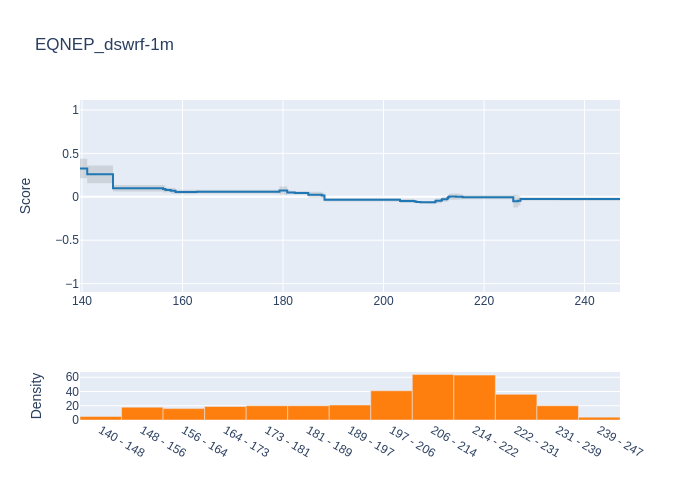 EQNEP_dswrf-1m
1
0.5
0
−0.5
−1
Score
140
160
180
200
220
240
60
40
20
0
Density
140 - 148
148 - 156
156 - 164
164 - 173
173 - 181
181 - 189
189 - 197
197 - 206
206 - 214
214 - 222
222 - 231
231 - 239
239 - 247